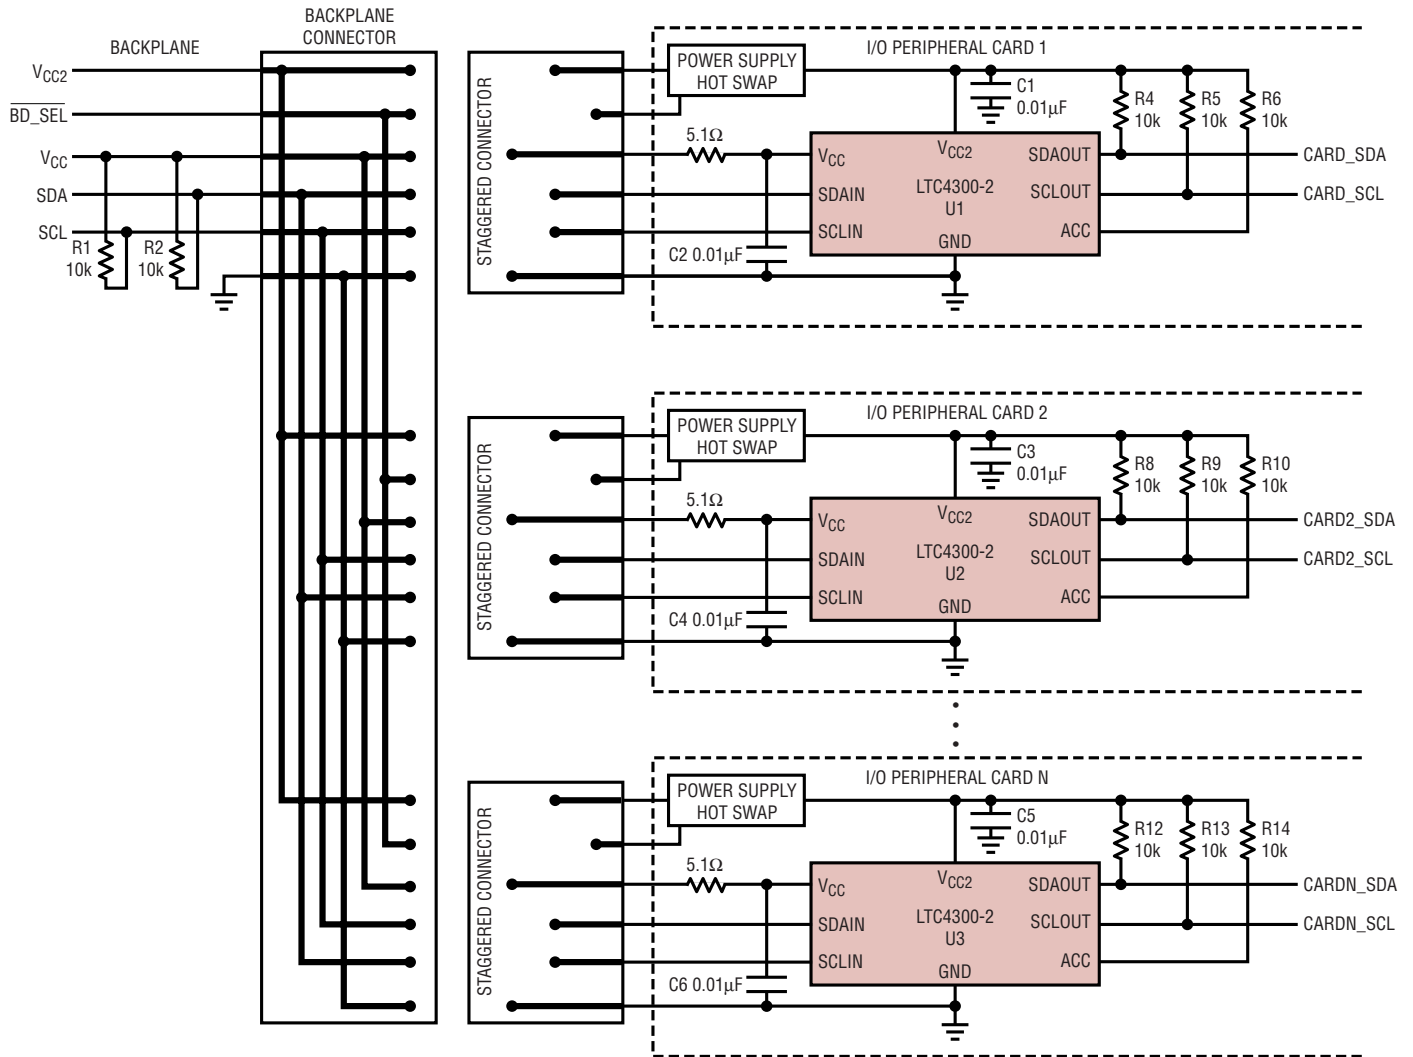 BACKPLANE
CONNECTOR
BACKPLANE
VCC2
BD_SEL
VCC
SDA
SCL
R1
10k
R2
10k
STAGGERED CONNECTOR
I/O PERIPHERAL CARD 1
POWER SUPPLY
HOT SWAP
C1
0.01µF
R4
10k
R5
10k
R6
10k
5.1Ω
VCC
VCC2
SDAOUT
CARD_SDA
SDAIN
LTC4300-2
U1
SCLOUT
CARD_SCL
SCLIN
GND
ACC
C2 0.01µF
STAGGERED CONNECTOR
I/O PERIPHERAL CARD 2
POWER SUPPLY
HOT SWAP
C3
0.01µF
R8
10k
R9
10k
R10
10k
5.1Ω
VCC
VCC2
SDAOUT
CARD2_SDA
SDAIN
LTC4300-2
U2
SCLOUT
CARD2_SCL
SCLIN
GND
ACC
C4 0.01µF
STAGGERED CONNECTOR
I/O PERIPHERAL CARD N
POWER SUPPLY
HOT SWAP
C5
0.01µF
R12
10k
R13
10k
R14
10k
5.1Ω
VCC
VCC2
SDAOUT
CARDN_SDA
SDAIN
LTC4300-2
U3
SCLOUT
CARDN_SCL
SCLIN
GND
ACC
C6 0.01µF